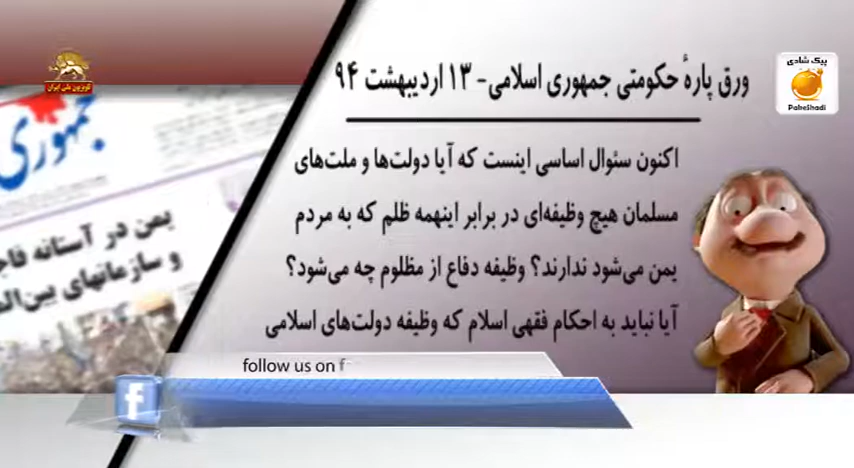 ورق پارهٔ حکومتی جمهوری اسلامی- ۱۳ اردیبهشت ۹۴
اکنون سئوال اساسی اینست که آیا دولت‌ها و ملت‌های
مسلمان هیچ وظیفه‌ای در برابر اینهمه ظلم که به مردم
یمن می‌شود ندارند؟ وظیفه دفاع از مظلوم چه می‌شود؟
آیا نباید به احکام فقهی اسلام که وظیفه دولت‌های اسلامی
پیک شادی
PakeShadi
جمهوری
یمن در آستانه
و سازمانهای
follow us on f
f